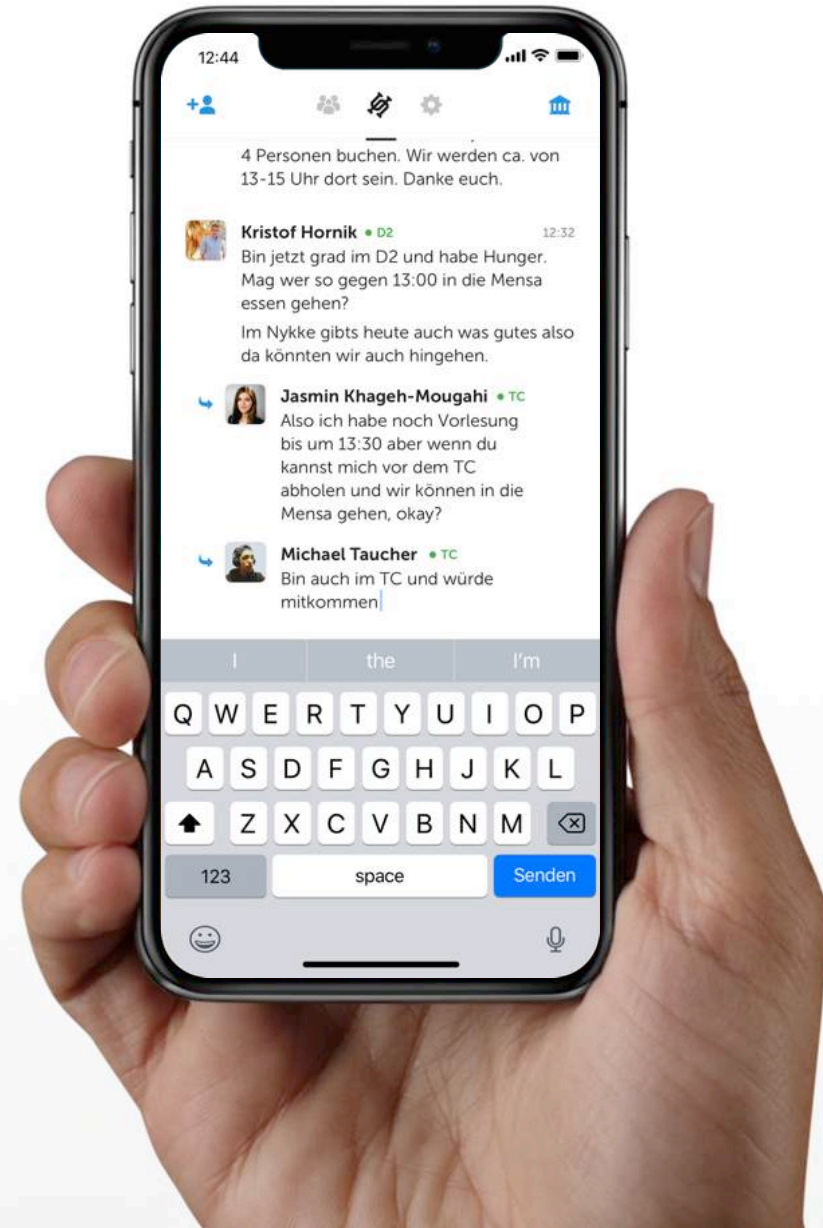 12:44
4 Personen buchen. Wir werden ca. von
13-15 Uhr dort sein. Danke euch.
Kristof Hornik • D2 12:32
Bin jetzt grad im D2 und habe Hunger.
Mag wer so gegen 13:00 in die Mensa
essen gehen?
Im Nykke gibts heute auch was gutes also
da könnten wir auch hingehen.
Jasmin Khageh-Mougahi • TC
Also ich habe noch Vorlesung
bis um 13:30 aber wenn du
kannst mich vor dem TC
abholen und wir können in die
Mensa gehen, okay?
Michael Taucher • TC
Bin auch im TC und würde
mitkommen
I the I'm
Q W E R T Y U I O P
A S D F G H J K L
Z X C V B N M
123 space Senden